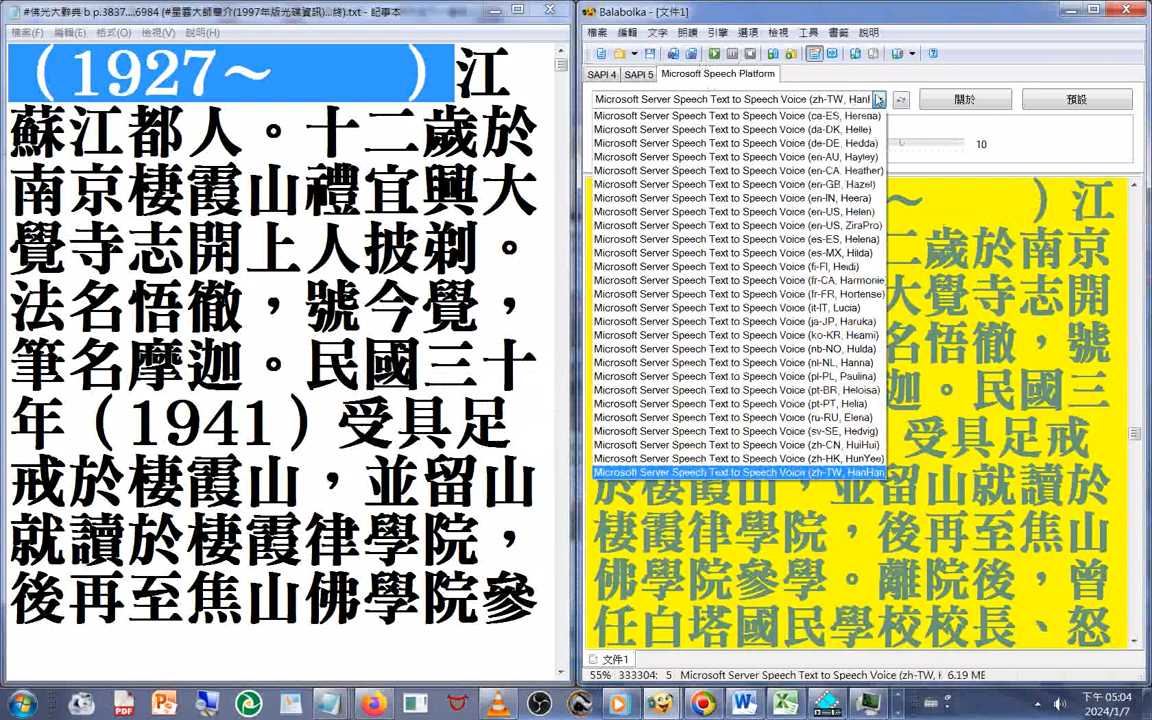 #佛光大辭典 b p.3837....6984 (#星雲大師簡介(1997年版光碟資訊)...終).txt - 記事本
檔案(F) 編輯(E) 格式(O) 檢視(V) 說明(H)
（1927～　　　）江
蘇江都人。十二歲於
南京棲霞山禮宜興大
覺寺志開上人披剃。
法名悟徹，號今覺，
筆名摩迦。民國三十
年（1941）受具足
戒於棲霞山，並留山
就讀於棲霞律學院，
後再至焦山佛學院參
Balabolka - [文件1]
檔案 編輯 文字 朗讀 引擎 選項 檢視 工具 書籤 說明
SAPI 4 SAPI 5 Microsoft Speech Platform
Microsoft Server Speech Text to Speech Voice (zh-TW, Han
關於 預設
Microsoft Server Speech Text to Speech Voice (ca-ES, Herena)
Microsoft Server Speech Text to Speech Voice (da-DK, Helle)
Microsoft Server Speech Text to Speech Voice (de-DE, Hedda)
Microsoft Server Speech Text to Speech Voice (en-AU, Hayley)
Microsoft Server Speech Text to Speech Voice (en-CA, Heather)
Microsoft Server Speech Text to Speech Voice (en-GB, Hazel)
Microsoft Server Speech Text to Speech Voice (en-IN, Heera)
Microsoft Server Speech Text to Speech Voice (en-US, Helen)
Microsoft Server Speech Text to Speech Voice (en-US, ZiraPro)
Microsoft Server Speech Text to Speech Voice (es-ES, Helena)
Microsoft Server Speech Text to Speech Voice (es-MX, Hilda)
Microsoft Server Speech Text to Speech Voice (fi-FI, Heidi)
Microsoft Server Speech Text to Speech Voice (fr-CA, Harmonie
Microsoft Server Speech Text to Speech Voice (fr-FR, Hortense)
Microsoft Server Speech Text to Speech Voice (it-IT, Lucia)
Microsoft Server Speech Text to Speech Voice (ja-JP, Haruka)
Microsoft Server Speech Text to Speech Voice (ko-KR, Heami)
Microsoft Server Speech Text to Speech Voice (nb-NO, Hulda)
Microsoft Server Speech Text to Speech Voice (nl-NL, Hanna)
Microsoft Server Speech Text to Speech Voice (pl-PL, Paulina)
Microsoft Server Speech Text to Speech Voice (pt-BR, Heloisa)
Microsoft Server Speech Text to Speech Voice (pt-PT, Helia)
Microsoft Server Speech Text to Speech Voice (ru-RU, Elena)
Microsoft Server Speech Text to Speech Voice (sv-SE, Hedvig)
Microsoft Server Speech Text to Speech Voice (zh-CN, HuiHui)
Microsoft Server Speech Text to Speech Voice (zh-HK, HunYee)
Microsoft Server Speech Text to Speech Voice (zh-TW, HanHan
10
～　　　）江
二歲於南京
大覺寺志開
名悟徹，號
迦。民國三
受具足戒
於棲霞山，並留山就讀於
棲霞律學院，後再至焦山
佛學院參學。離院後，曾
任白塔國民學校校長、怒
文件1
55% 333304: 5 Microsoft Server Speech Text to Speech Voice (zh-TW, H 6.19 ME
下午 05:04
2024/1/7